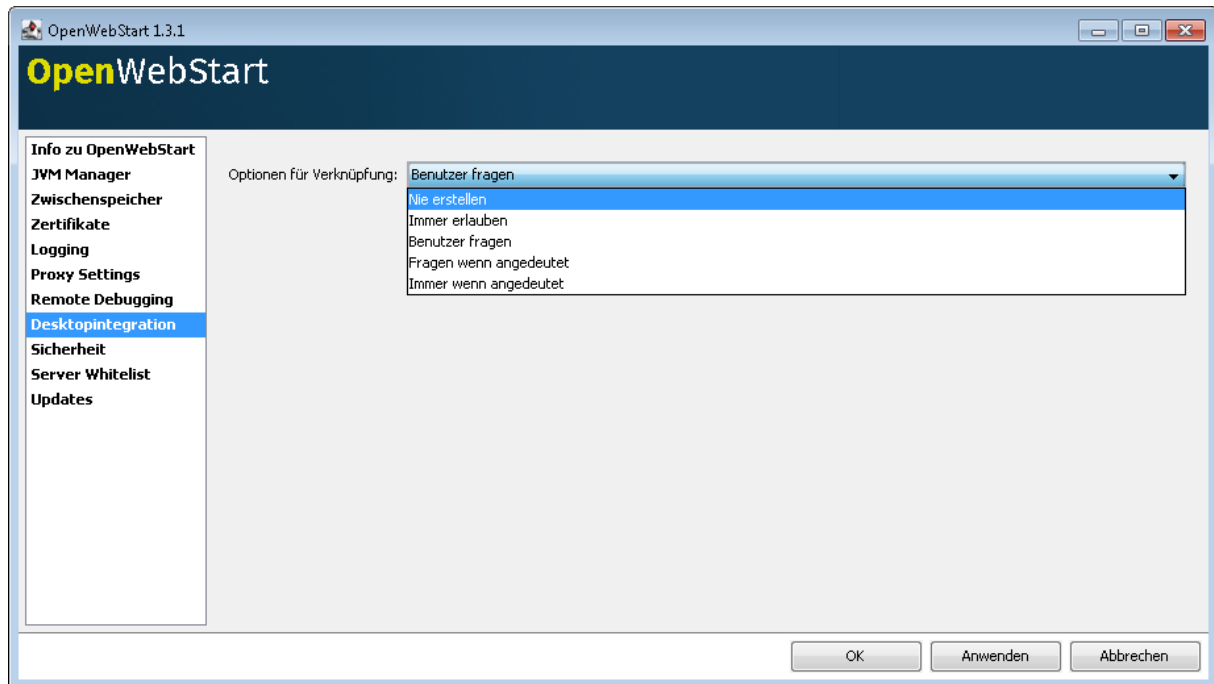 OpenWebStart 1.3.1
OpenWebStart
Info zu OpenWebStart
JVM Manager
Zwischenspeicher
Zertifikate
Logging
Proxy Settings
Remote Debugging
Desktopintegration
Sicherheit
Server Whitelist
Updates
Optionen für Verknüpfung: Benutzer fragen
Nie erstellen
Immer erlauben
Benutzer fragen
Fragen wenn angedeutet
Immer wenn angedeutet
OK Anwenden Abbrechen